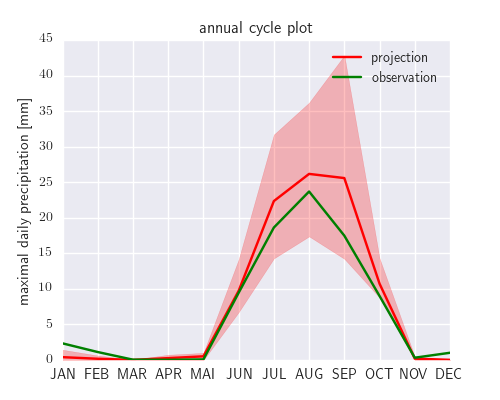 annual cycle plot
projection
observation
maximal daily precipitation [mm]
45
40
35
30
25
20
15
10
5
0
JAN FEB MAR APR MAI JUN JUL AUG SEP OCT NOV DEC